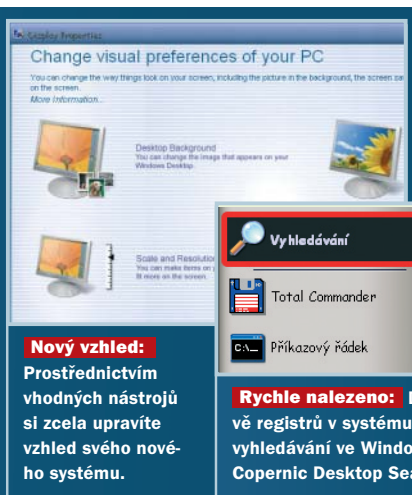 Display Properties
Change visual preferences of your PC
You can change the way things look on your screen, including the picture in the background, the screen
on the screen.
More Information...
Desktop Background
You can change the image that appears on your
Windows Desktop.
Scale and Resolution
You can make items on
fit more on the screen.
Vyhledávání
Total Commander
C:\_
Příkazový řádek
Nový vzhled:
Prostřednictvím
vhodných nástrojů
si zcela upravíte
vzhled svého nové-
ho systému.
Rychle nalezeno:
vě registrů v systému
vyhledávání ve Windo
Copernic Desktop Sea